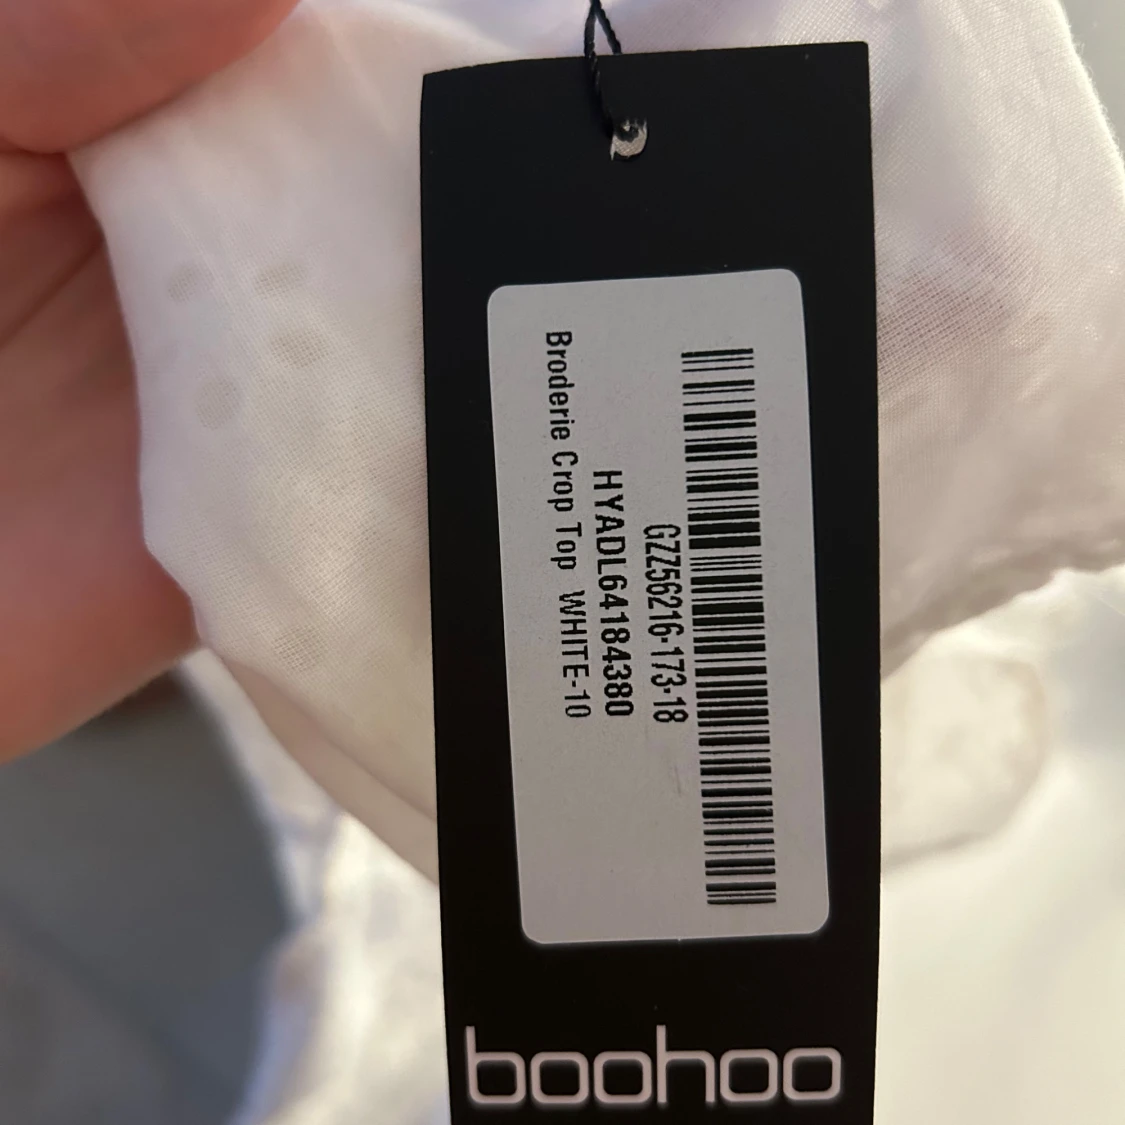 GZZ56216-173-18
HYADL64184380
Broderie Crop Top WHITE-10
boohoo